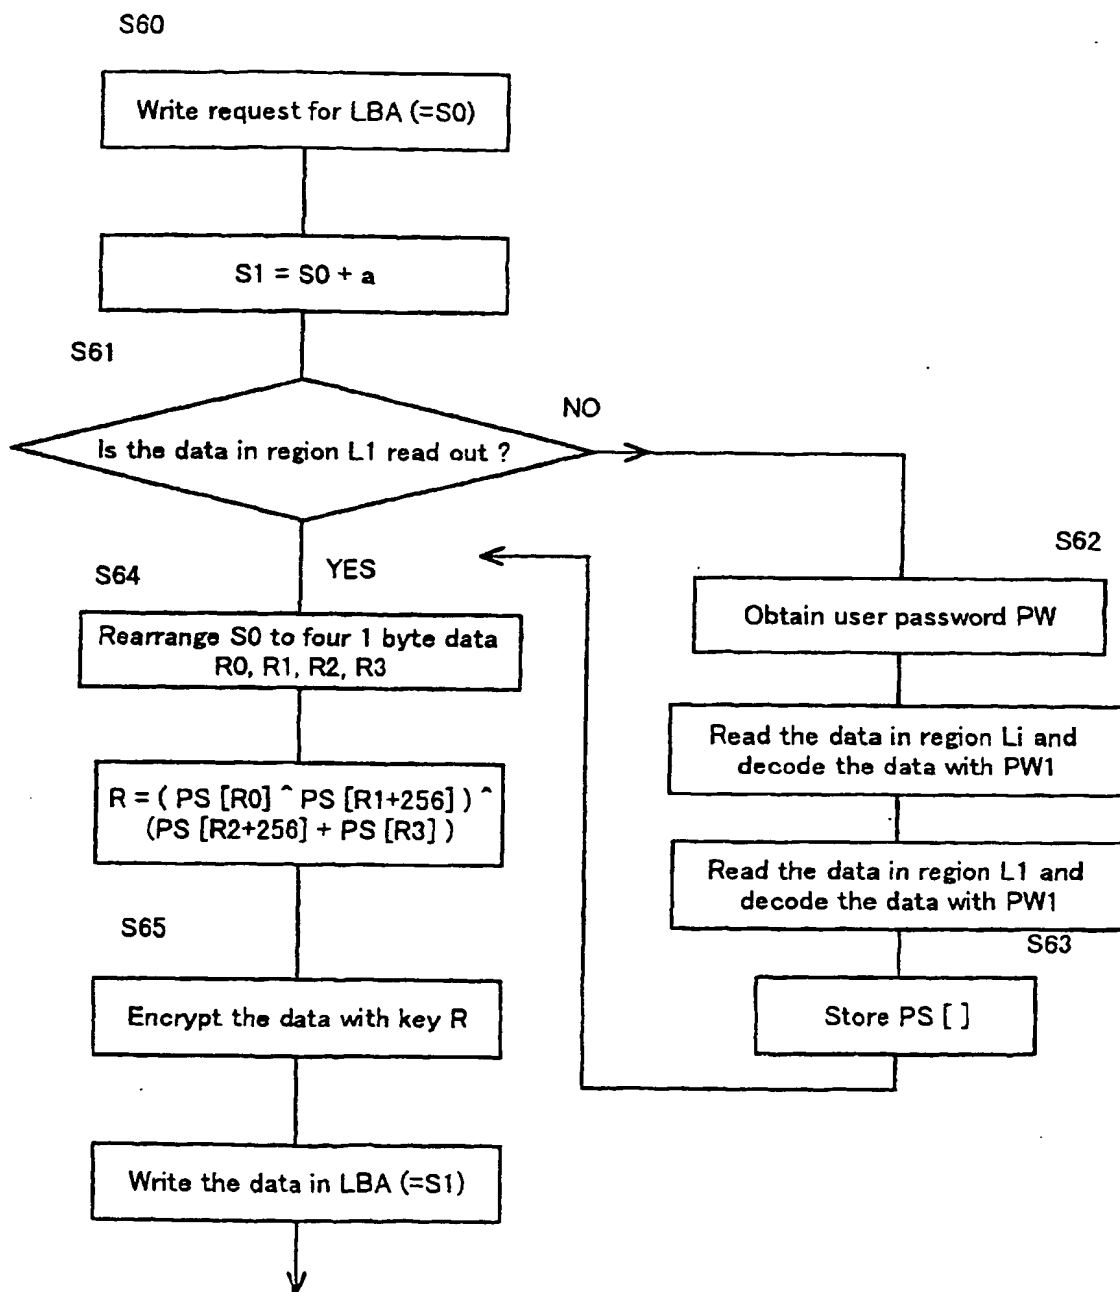 S60
Write request for LBA (=S0)
S1 = S0 + a
S61
Is the data in region L1 read out ?
NO
YES
S62
Obtain user password PW
Read the data in region Li and
decode the data with PW1
Read the data in region L1 and
decode the data with PW1
S63
Store PS [ ]
S64
Rearrange S0 to four 1 byte data
R0, R1, R2, R3
R = ( PS [R0] ^ PS [R1+256] ) ^
(PS [R2+256] + PS [R3] )
S65
Encrypt the data with key R
Write the data in LBA (=S1)